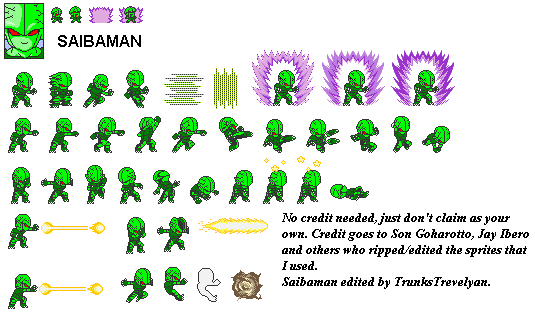 SAIBAMAN
No credit needed, just don't claim as your
own. Credit goes to Son Goharotto, Jay Ibero
and others who ripped/edited the sprites that
I used.
Saibaman edited by TrunksTrevelyan.